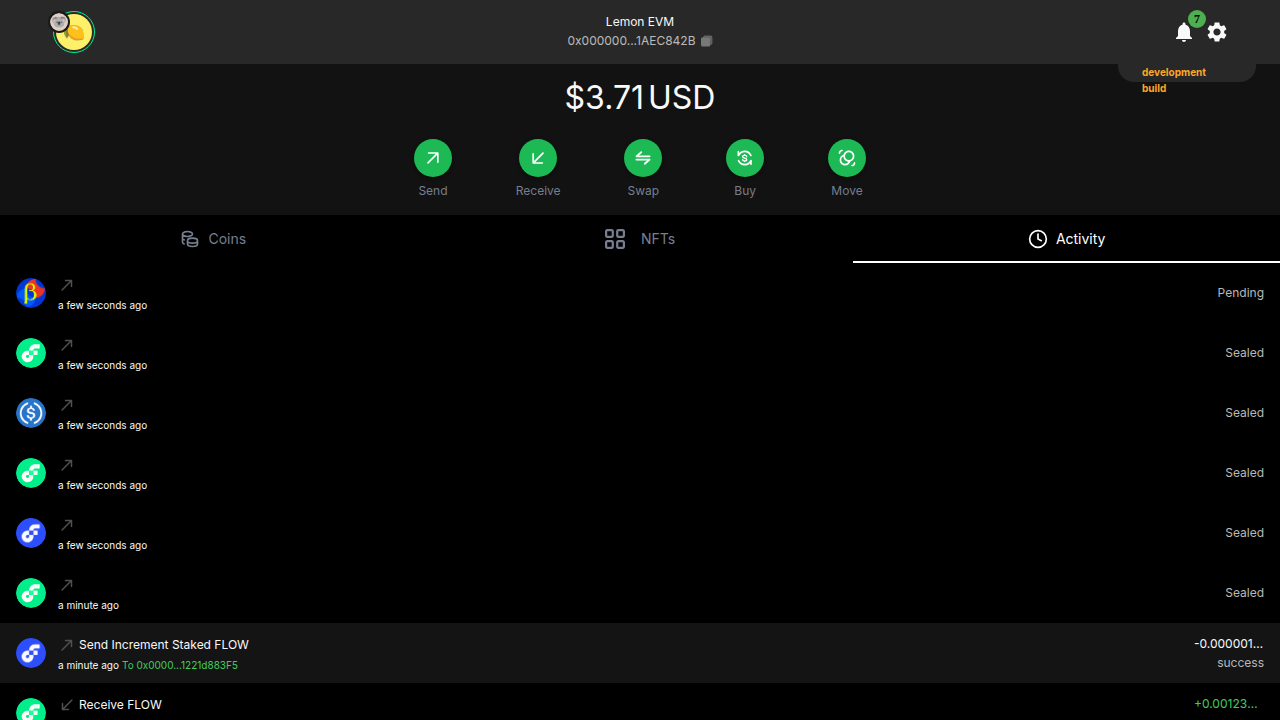 Lemon EVM
0x000000...1AEC842B
7
development
build
$3.71 USD
Send
Receive
Swap
Buy
Move
Coins
NFTs
Activity
a few seconds ago
Pending
a few seconds ago
Sealed
a few seconds ago
Sealed
a few seconds ago
Sealed
a few seconds ago
Sealed
a minute ago
Sealed
Send Increment Staked FLOW
-0.000001...
a minute ago To 0x0000...1221d883F5
success
Receive FLOW
+0.00123...